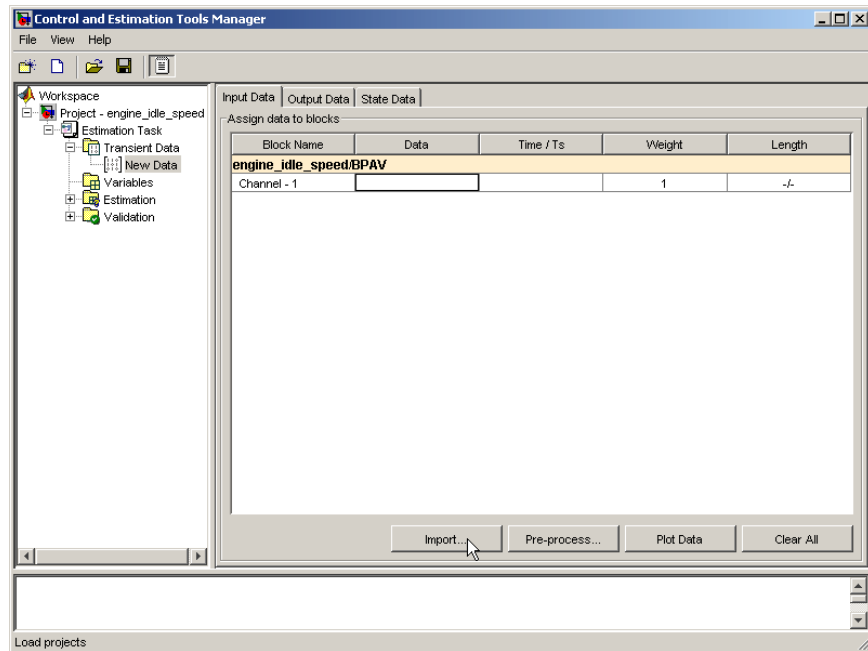 Control and Estimation Tools Manager
File View Help
Workspace
Project - engine_idle_speed
Estimation Task
Transient Data
New Data
Variables
Estimation
Validation
Input Data Output Data State Data
Assign data to blocks
Block Name Data Time / Ts Weight Length
engine_idle_speed/BPAV
Channel - 1 1 -/-
Import... Pre-process... Plot Data Clear All
Load projects